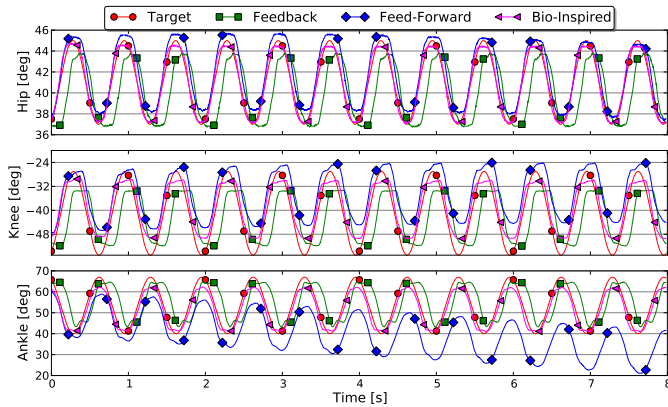 Target Feedback Feed-Forward Bio-Inspired
Hip [deg]
46
44
42
40
38
36
Knee [deg]
−24
−32
−40
−48
Ankle [deg]
70
60
50
40
30
20
0 1 2 3 4 5 6 7 8
Time [s]